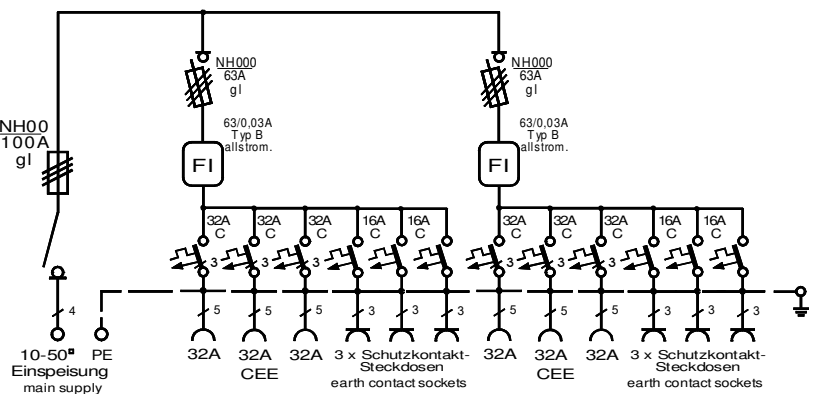 NH000
63A
gl
NH000
63A
gl
NH00
100A
gl
63/0,03A
Typ B
allstrom.
63/0,03A
Typ B
allstrom.
FI
FI
32A 32A 32A 16A 16A 32A 32A 32A 16A 16A
C C C C C C C C C C
3 3 3 3 3 3
4 5 5 5 3 3 3 5 5 5 3 3 3
10-50² PE
Einspeisung
main supply
32A 32A 32A
CEE
3 x Schutzkontakt-
Steckdosen
earth contact sockets
32A 32A 32A
CEE
3 x Schutzkontakt-
Steckdosen
earth contact sockets